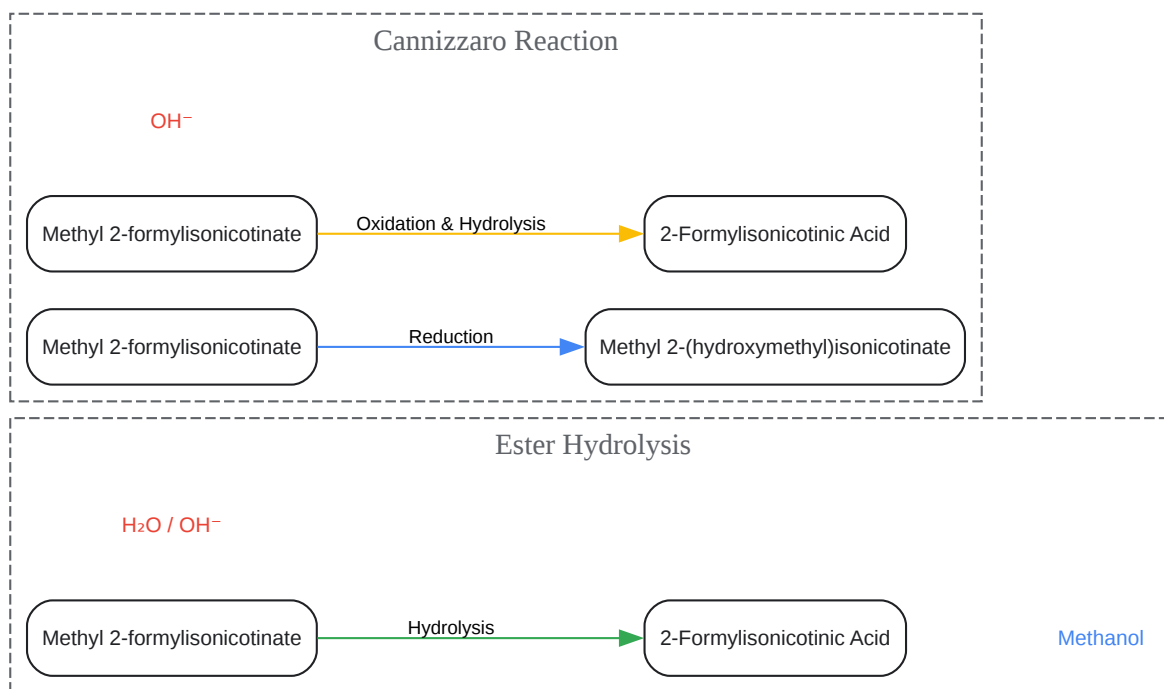 Cannizzaro Reaction
OH⁻
Methyl 2-formylisonicotinate
Oxidation & Hydrolysis
2-Formylisonicotinic Acid
Methyl 2-formylisonicotinate
Reduction
Methyl 2-(hydroxymethyl)isonicotinate
Ester Hydrolysis
H₂O / OH⁻
Methyl 2-formylisonicotinate
Hydrolysis
2-Formylisonicotinic Acid
Methanol